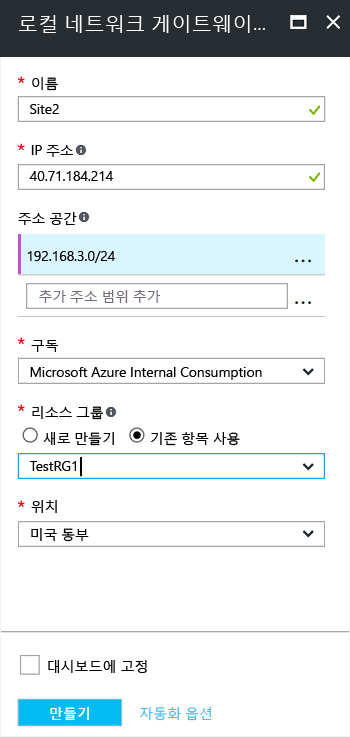 로컬 네트워크 게이트웨이...
* 이름
Site2
* IP 주소
40.71.184.214
주소 공간
192.168.3.0/24 ...
추가 주소 범위 추가 ...
* 구독
Microsoft Azure Internal Consumption
* 리소스 그룹
새로 만들기 기존 항목 사용
TestRG1
* 위치
미국 동부
대시보드에 고정
만들기 자동화 옵션